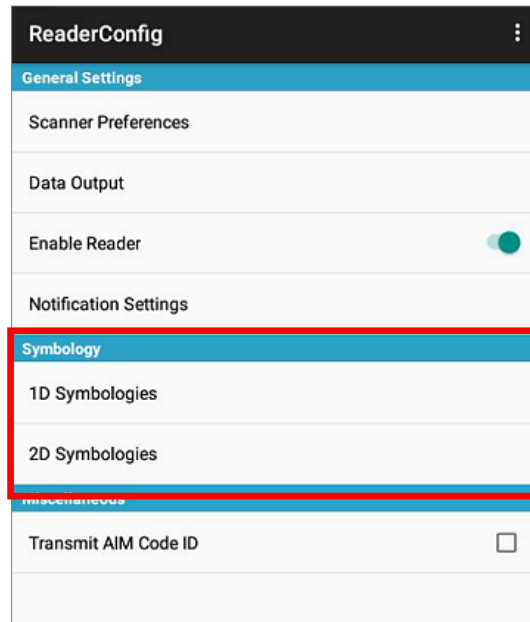 ReaderConfig
General Settings
Scanner Preferences
Data Output
Enable Reader
Notification Settings
Symbology
1D Symbologies
2D Symbologies
Miscellaneous
Transmit AIM Code ID